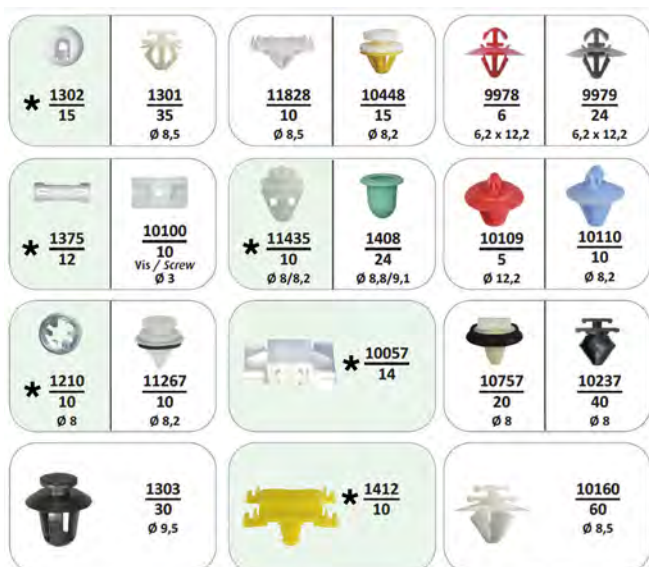 * 1302
15
1301
35
Ø 8,5
11828
10
Ø 8,5
10448
15
Ø 8,2
9978
6
6,2 x 12,2
9979
24
6,2 x 12,2
* 1375
12
10100
10
Vis / Screw
Ø 3
* 11435
10
Ø 8/8,2
1408
24
Ø 8,8/9,1
10109
5
Ø 12,2
10110
10
Ø 8,2
* 1210
10
Ø 8
11267
10
Ø 8,2
* 10057
14
10757
20
Ø 8
10237
40
Ø 8
1303
30
Ø 9,5
* 1412
10
10160
60
Ø 8,5